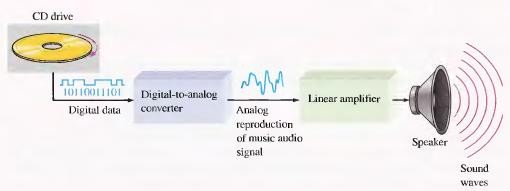 CD drive
10110011101
Digital data
Digital-to-analog
converter
Analog
reproduction
of music audio
signal
Linear amplifier
Speaker
Sound
waves